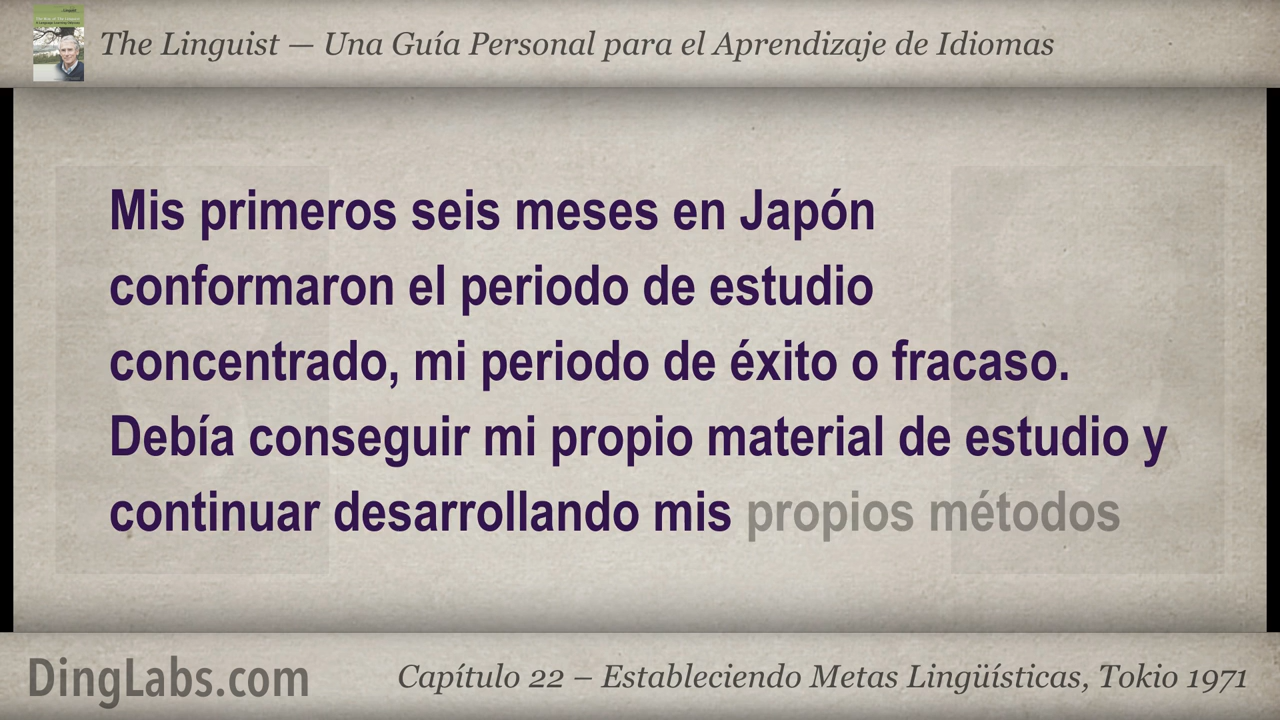 The Linguist — Una Guía Personal para el Aprendizaje de Idiomas
Mis primeros seis meses en Japón
conformaron el periodo de estudio
concentrado, mi periodo de éxito o fracaso.
Debía conseguir mi propio material de estudio y
continuar desarrollando mis propios métodos
DingLabs.com
Capítulo 22 – Estableciendo Metas Lingüísticas, Tokio 1971